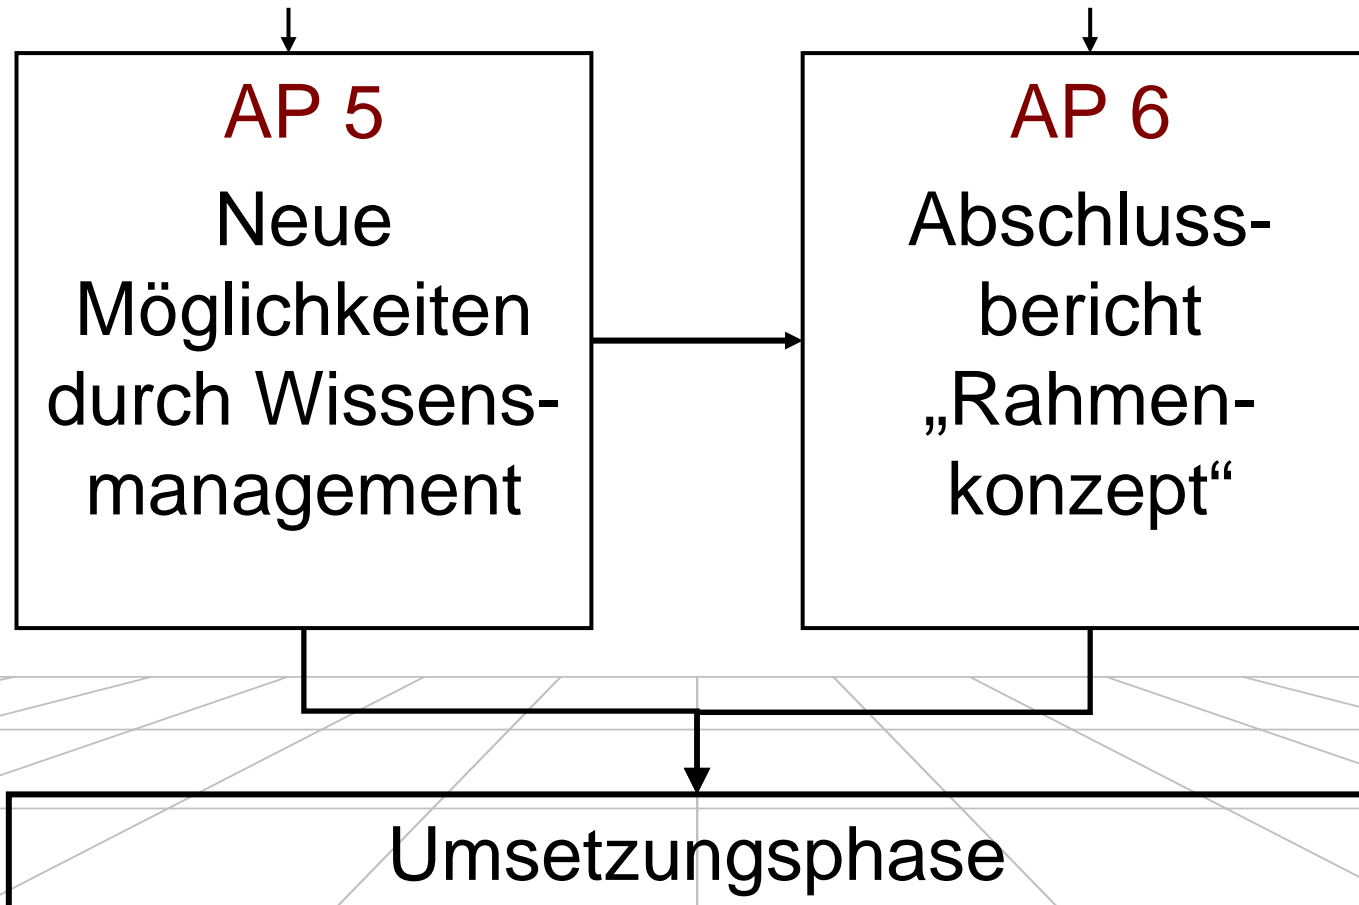 AP 5
Neue
Möglichkeiten
durch Wissens-
management
AP 6
Abschluss-
bericht
„Rahmen-
konzept“
Umsetzungsphase